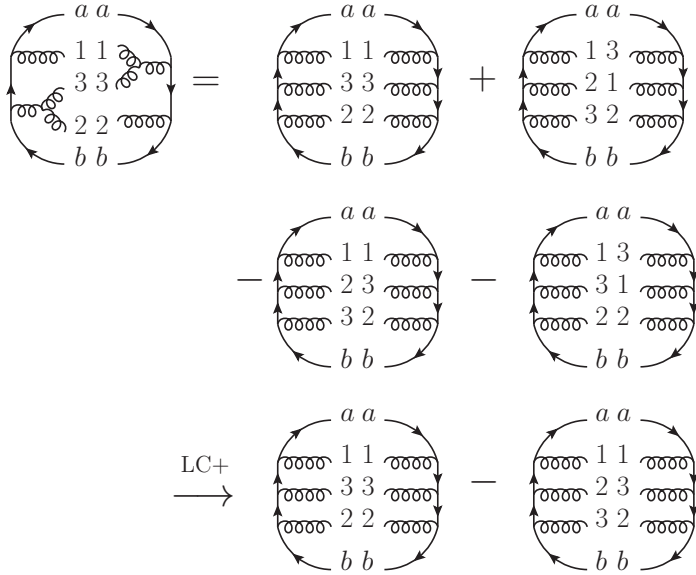 a a a a a a
1 1 1 1 1 3
3 3 = 3 3 + 2 1
2 2 2 2 3 2
b b b b b b
a a a a
1 1 1 3
− 2 3 − 3 1
3 2 2 2
b b b b
a a a a
LC+ 1 1 1 1
→ 3 3 − 2 3
2 2 3 2
b b b b